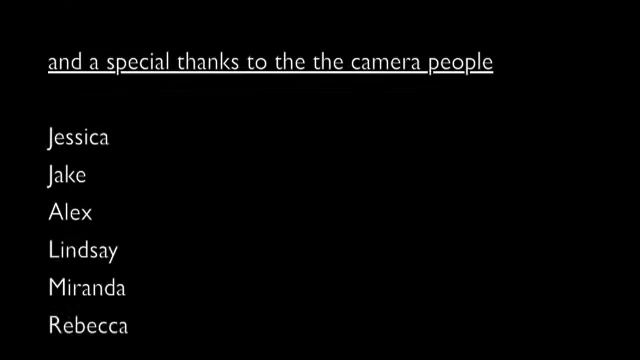 and a special thanks to the the camera people
Jessica
Jake
Alex
Lindsay
Miranda
Rebecca